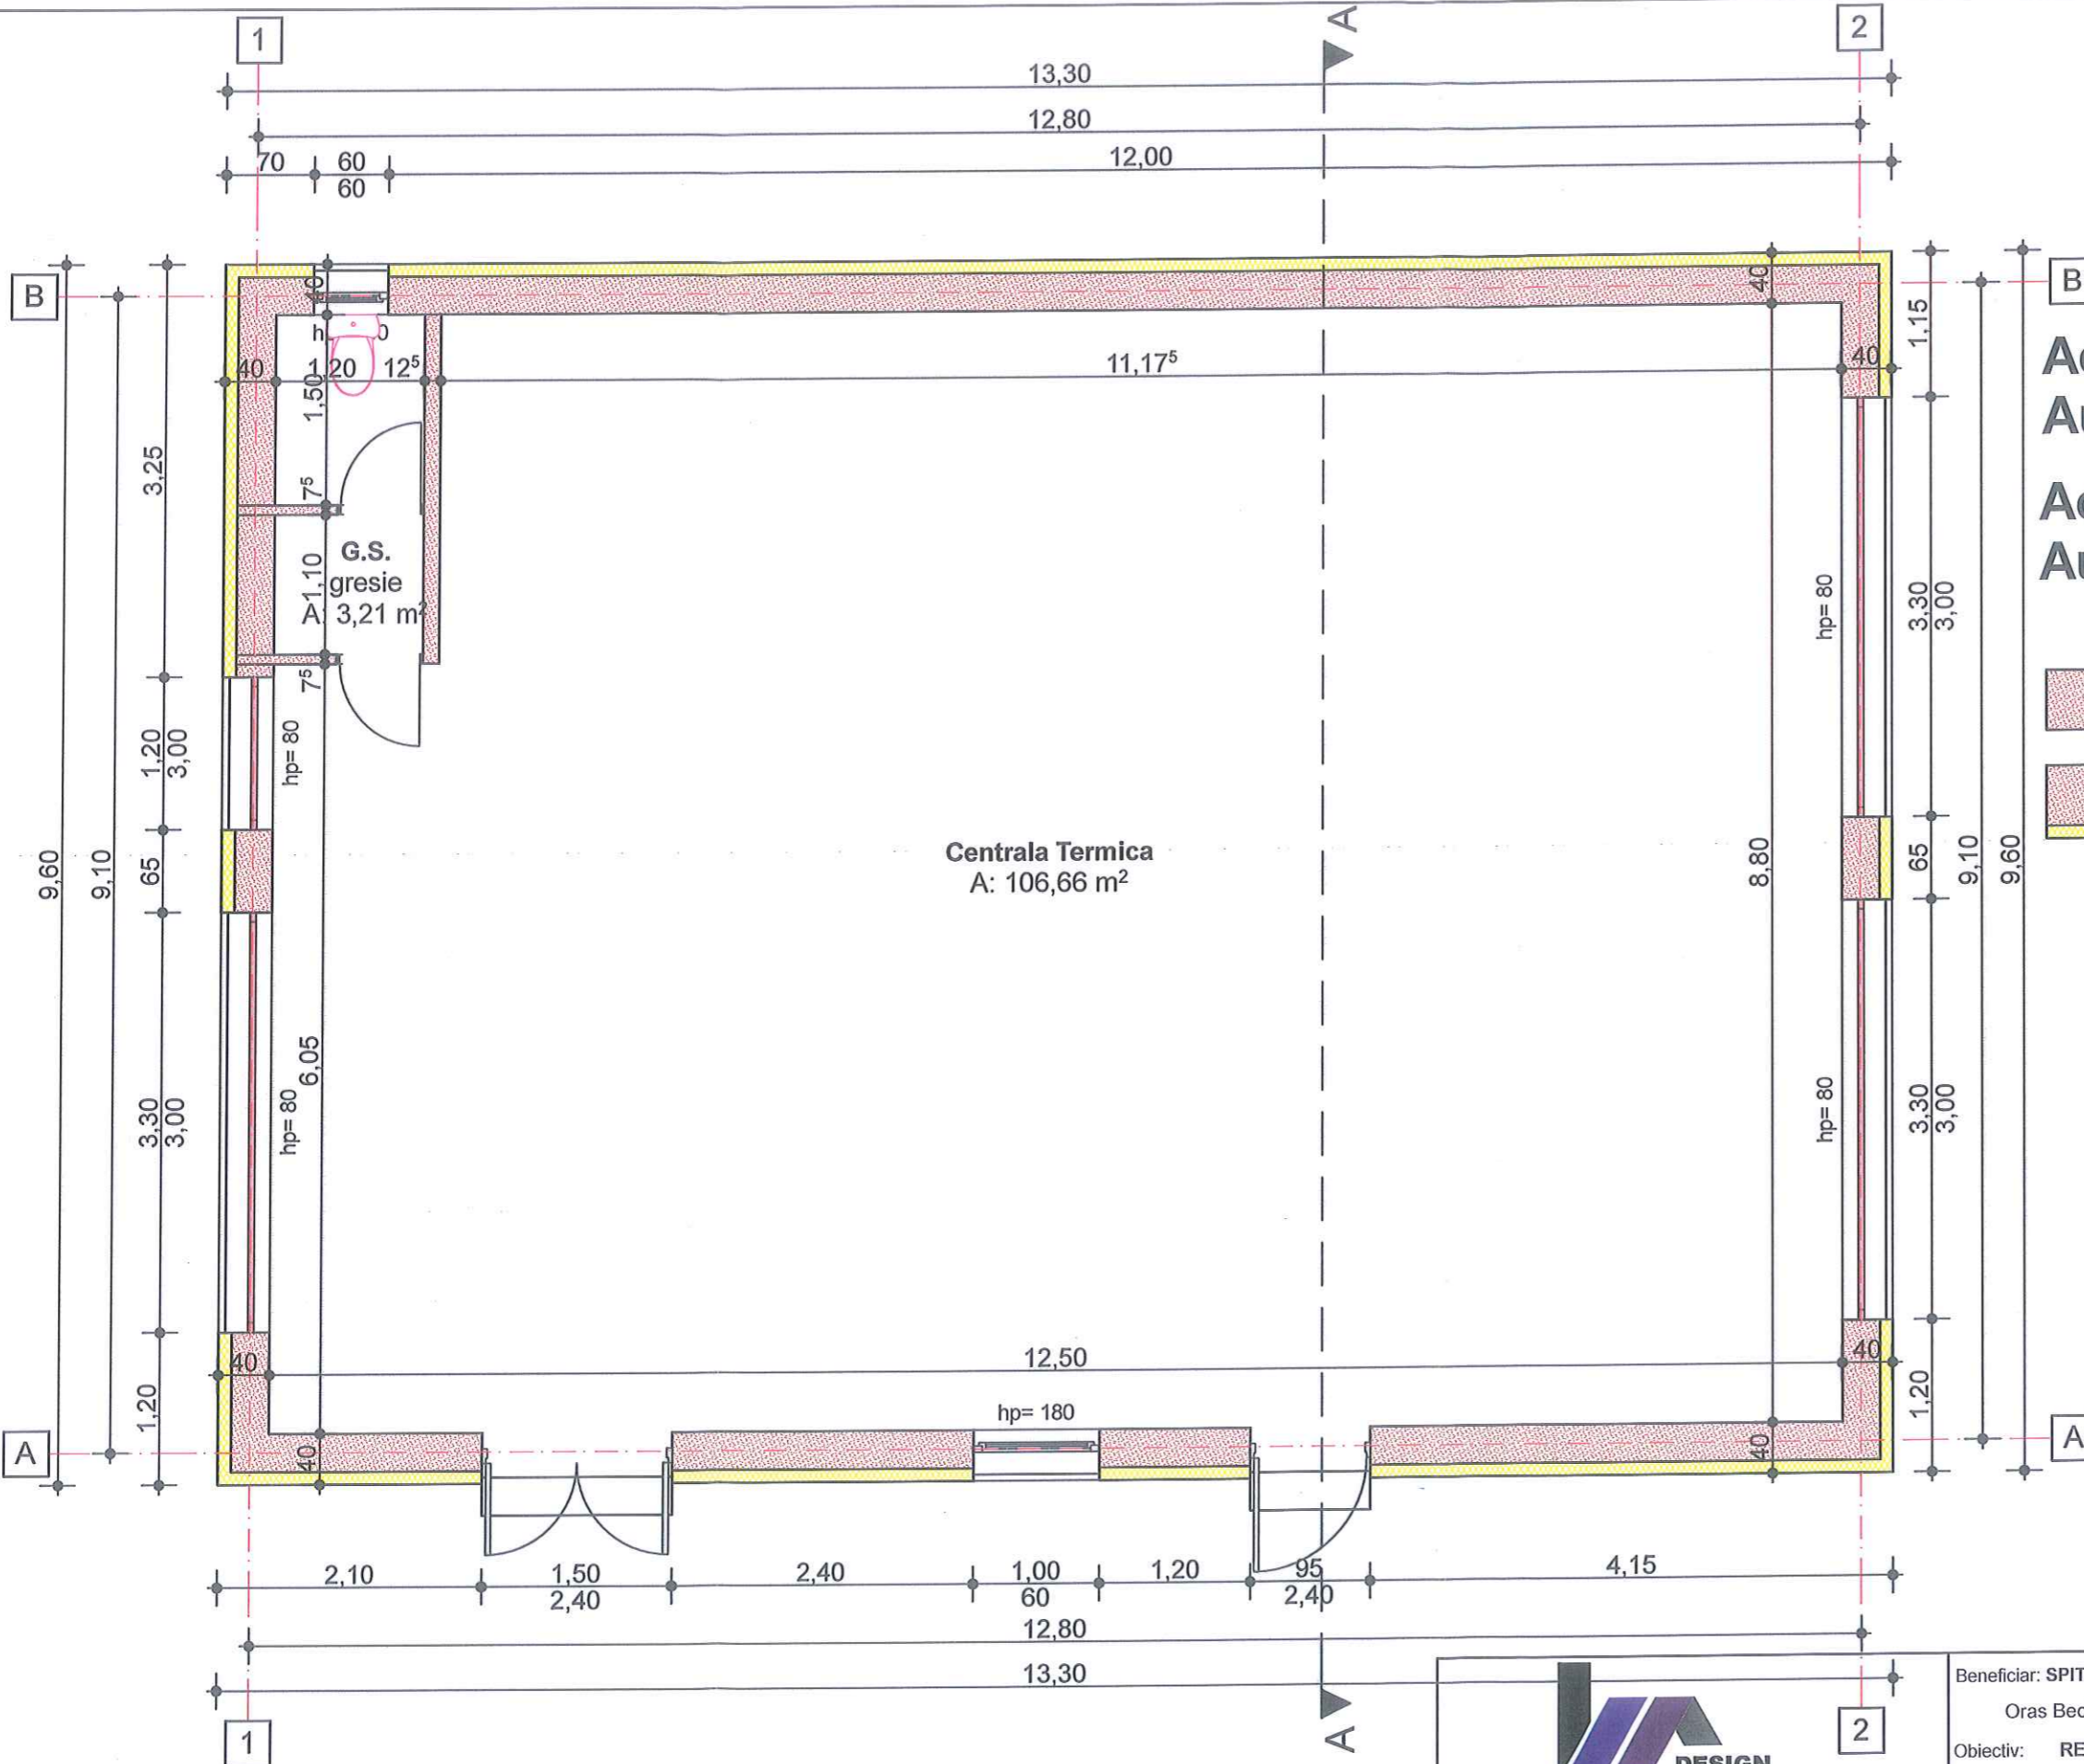 1
A
2
13,30
12,80
70
60
60
12,00
B
B
40
40
1,15
40
1,20
12⁵
11,17⁵
40
1,50
3,25
7⁵
G.S.
gresie
A: 3,21 m²
1,10
7⁵
hp= 80
hp= 80
3,30
3,00
1,20
3,00
65
9,60
9,10
Centrala Termica
A: 106,66 m²
8,80
65
9,10
9,60
6,05
hp= 80
3,30
3,00
hp= 80
3,30
3,00
40
12,50
40
1,20
1,20
hp= 180
A
40
40
A
2,10
1,50
2,40
2,40
1,00
60
1,20
95
2,40
4,15
12,80
13,30
1
A
2
DESIGN
Beneficiar:
Oras
Obiectiv: